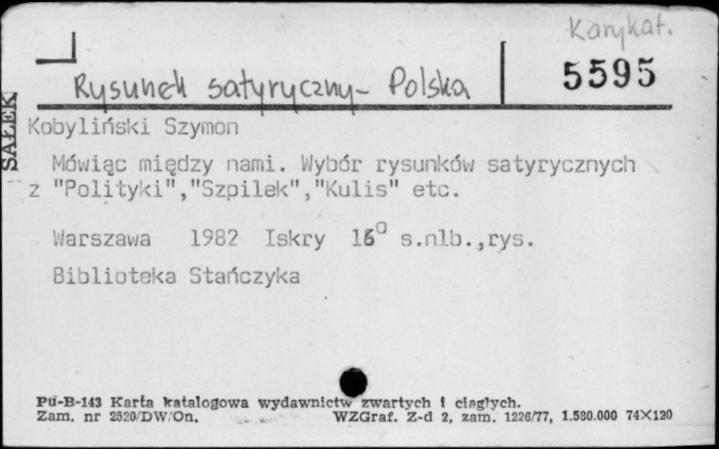 Karykat.
Rysunek satyryczny - Polska
5595
SAŁEK
Kobyliński Szymon
Mówiąc między nami. Wybór rysunków satyrycznych
z "Polityki","Szpilek","Kulis" etc.
Warszawa 1982 Iskry 16° s.nlb.,rys.
Biblioteka Stańczyka
Pu-B-143 Karta katalogowa wydawnictw zwartych i ciągłych.
Zam. nr 2520/DW/On. WZGraf. Z-d 2, zam. 1226/77, 1.580.000 74X120